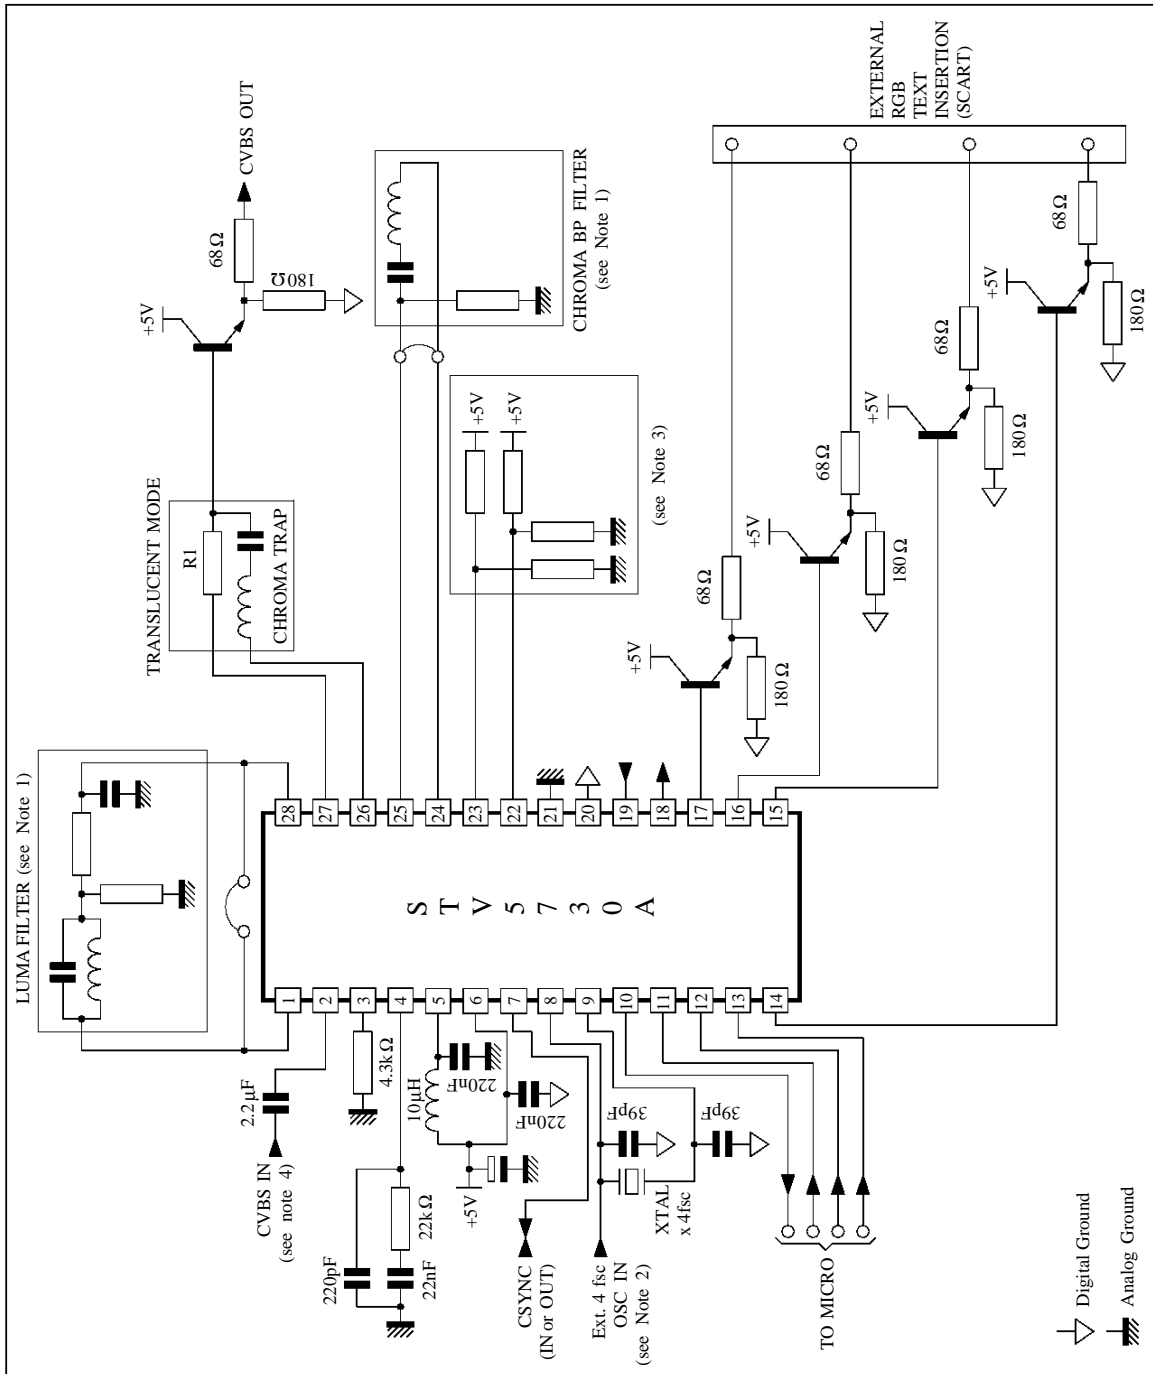 LUMA FILTER (see Note 1)
TRANSLUCENT MODE
R1
CHROMA TRAP
+5V
68Ω
180Ω
CVBS OUT
CHROMA BP FILTER
(see Note 1)
+5V
+5V
(see Note 3)
EXTERNAL
RGB
TEXT
INSERTION
(SCART)
+5V
68Ω
180Ω
+5V
68Ω
180Ω
+5V
68Ω
180Ω
+5V
68Ω
180Ω
28
27
26
25
24
23
22
21
20
19
18
17
16
15
STV5730A
1
2
3
4
5
6
7
8
9
10
11
12
13
14
2.2µF
CVBS IN
(see note 4)
4.3kΩ
220pF
22kΩ
22nF
10µH
220nF
220nF
+5V
CSYNC
(IN or OUT)
39pF
39pF
XTAL
x 4fsc
Ext. 4 fsc
OSC IN
(see Note 2)
TO MICRO
Digital Ground
Analog Ground